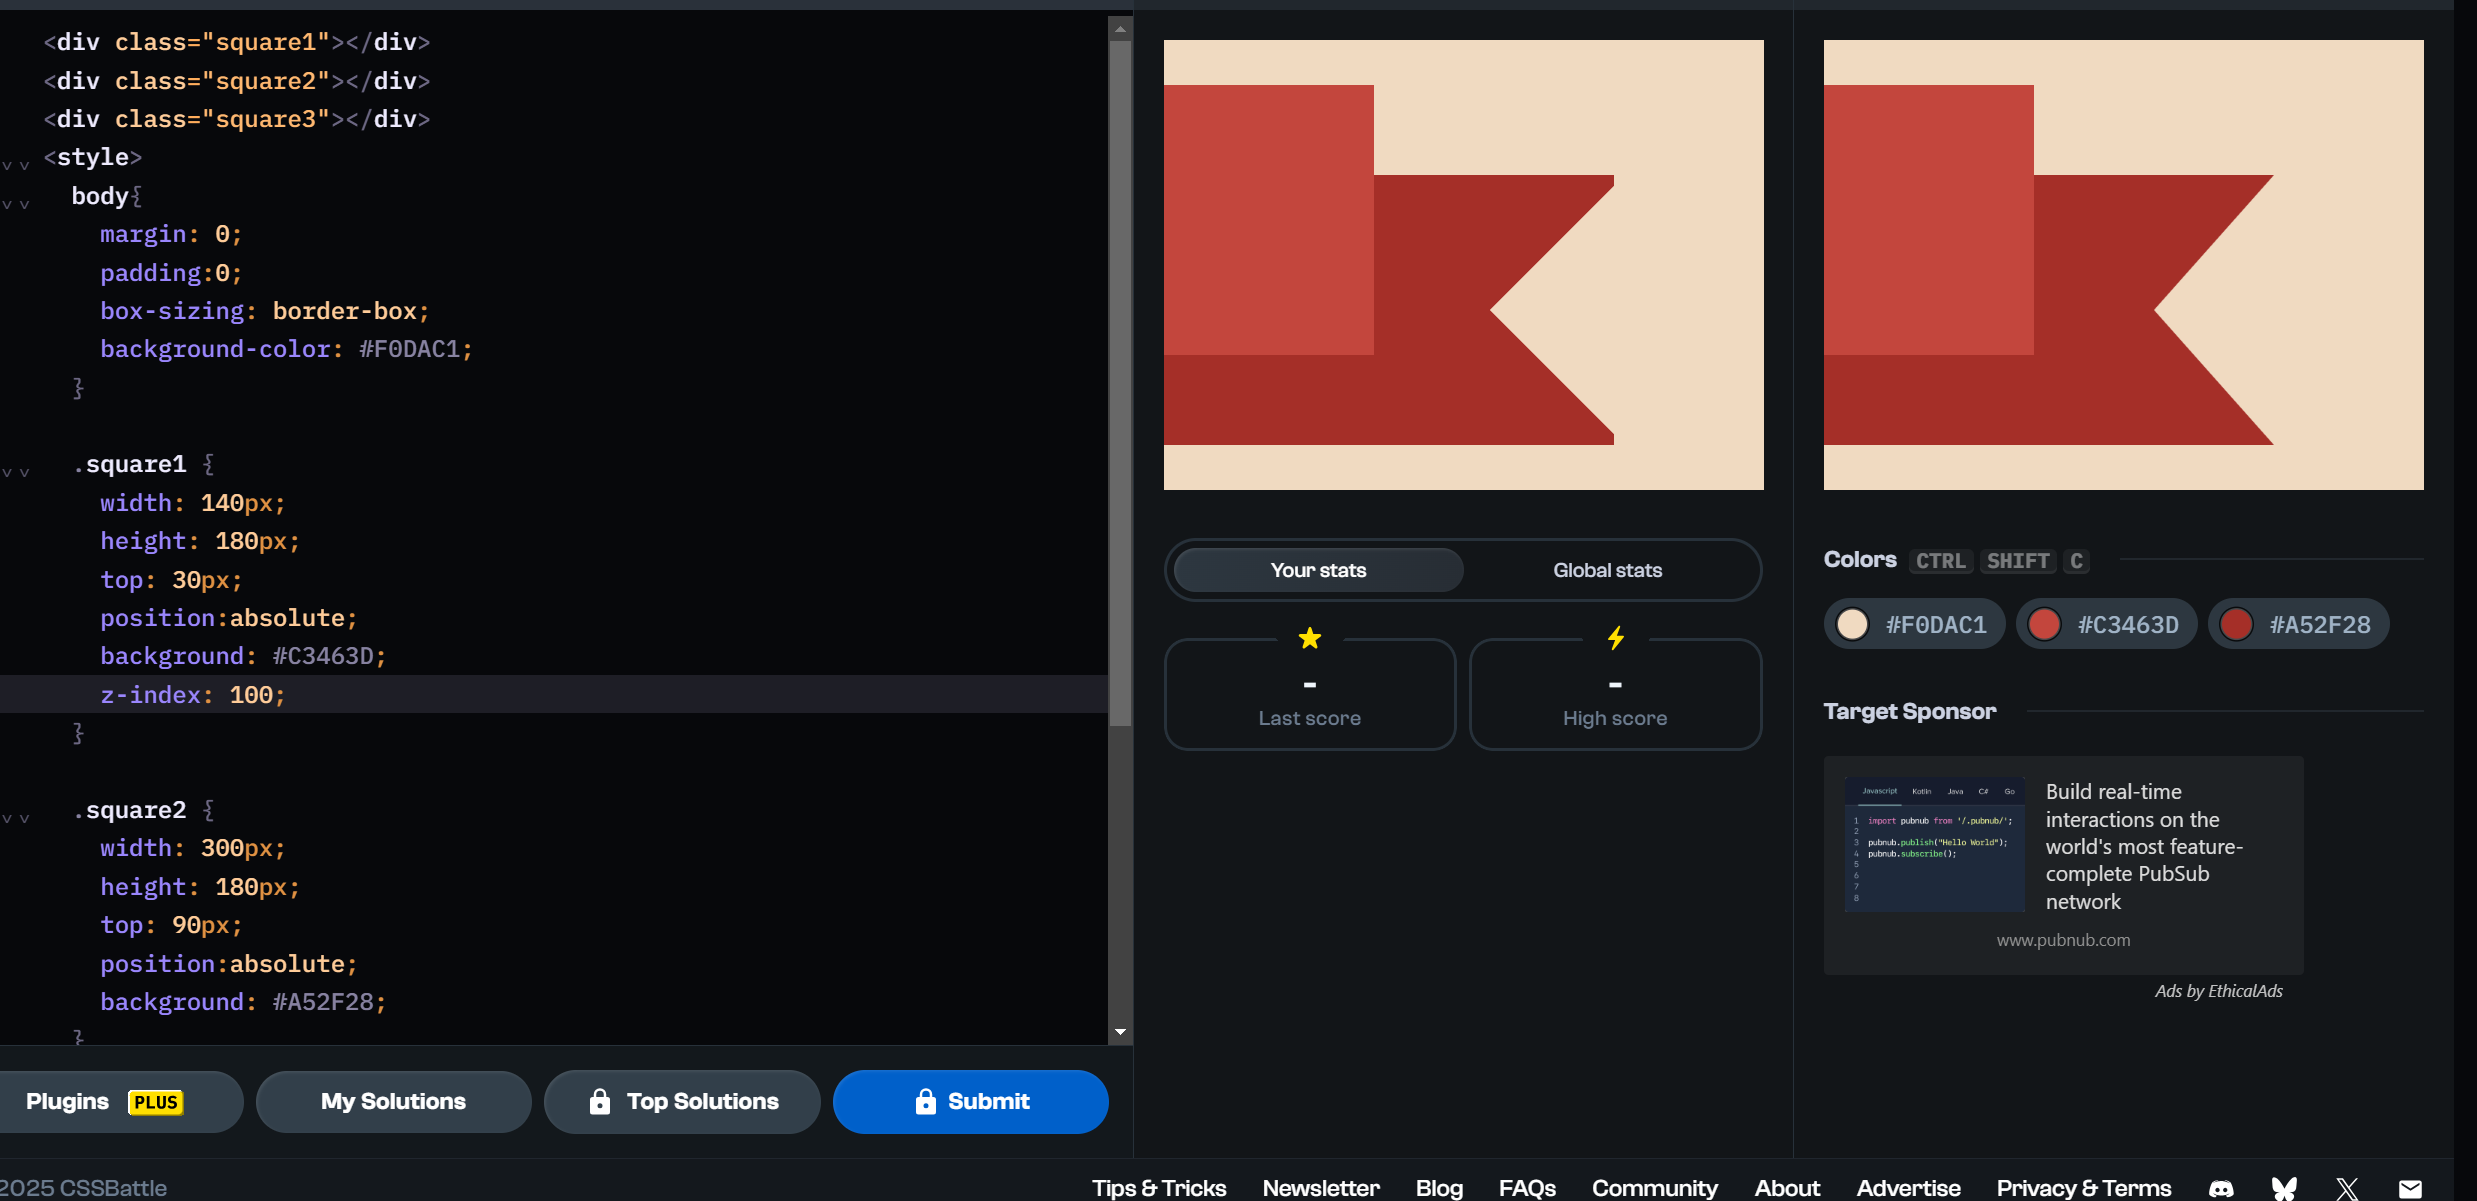 <div class="square1"></div>
<div class="square2"></div>
<div class="square3"></div>
<style>
body{
margin: 0;
padding:0;
box-sizing: border-box;
background-color: #F0DAC1;
}
.square1 {
width: 140px;
height: 180px;
top: 30px;
position:absolute;
background: #C3463D;
z-index: 100;
}
.square2 {
width: 300px;
height: 180px;
top: 90px;
position:absolute;
background: #A52F28;
}
Plugins PLUS
My Solutions
Top Solutions
Submit
Your stats
Global stats
-
Last score
-
High score
Colors CTRL SHIFT C
#F0DAC1
#C3463D
#A52F28
Target Sponsor
Javascript Kotlin Java C# Go
1 import pubnub from '/.pubnub/';
2
3 pubnub.publish("Hello World");
4 pubnub.subscribe();
5
6
7
8
Build real-time
interactions on the
world's most feature-
complete PubSub
network
www.pubnub.com
Ads by EthicalAds
2025 CSSBattle
Tips & Tricks
Newsletter
Blog
FAQs
Community
About
Advertise
Privacy & Terms